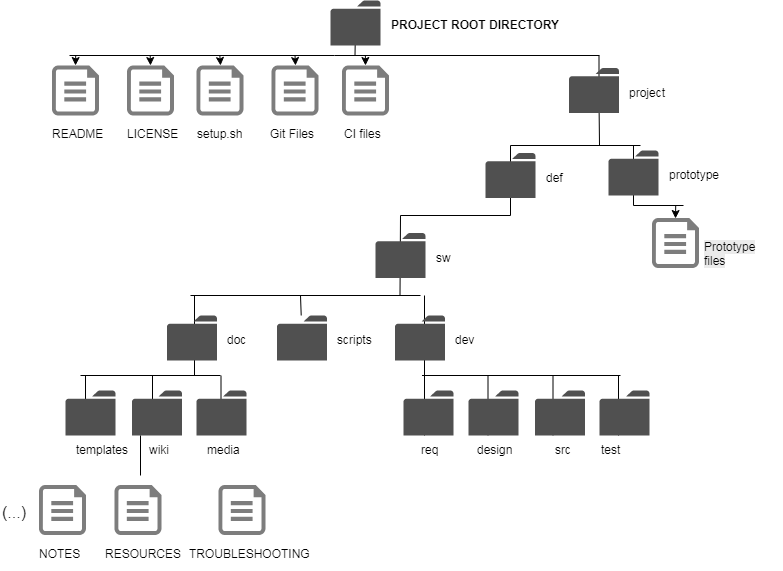 PROJECT ROOT DIRECTORY
README
LICENSE
setup.sh
Git Files
CI files
project
def
prototype
Prototype
files
sw
doc
scripts
dev
templates
wiki
media
req
design
src
test
(...)
NOTES
RESOURCES
TROUBLESHOOTING